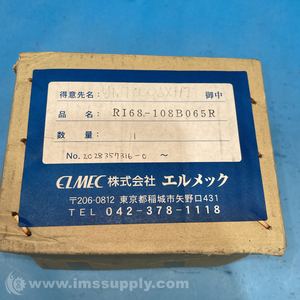 得意先名: 御中
品名: RI68-108B065R
数量: 1
No. 2028357316-0 ~
ELMEC 株式会社 エルメック
〒206-0812 東京都稲城市矢野口431
TEL 042-378-1118
www.imssupply.com